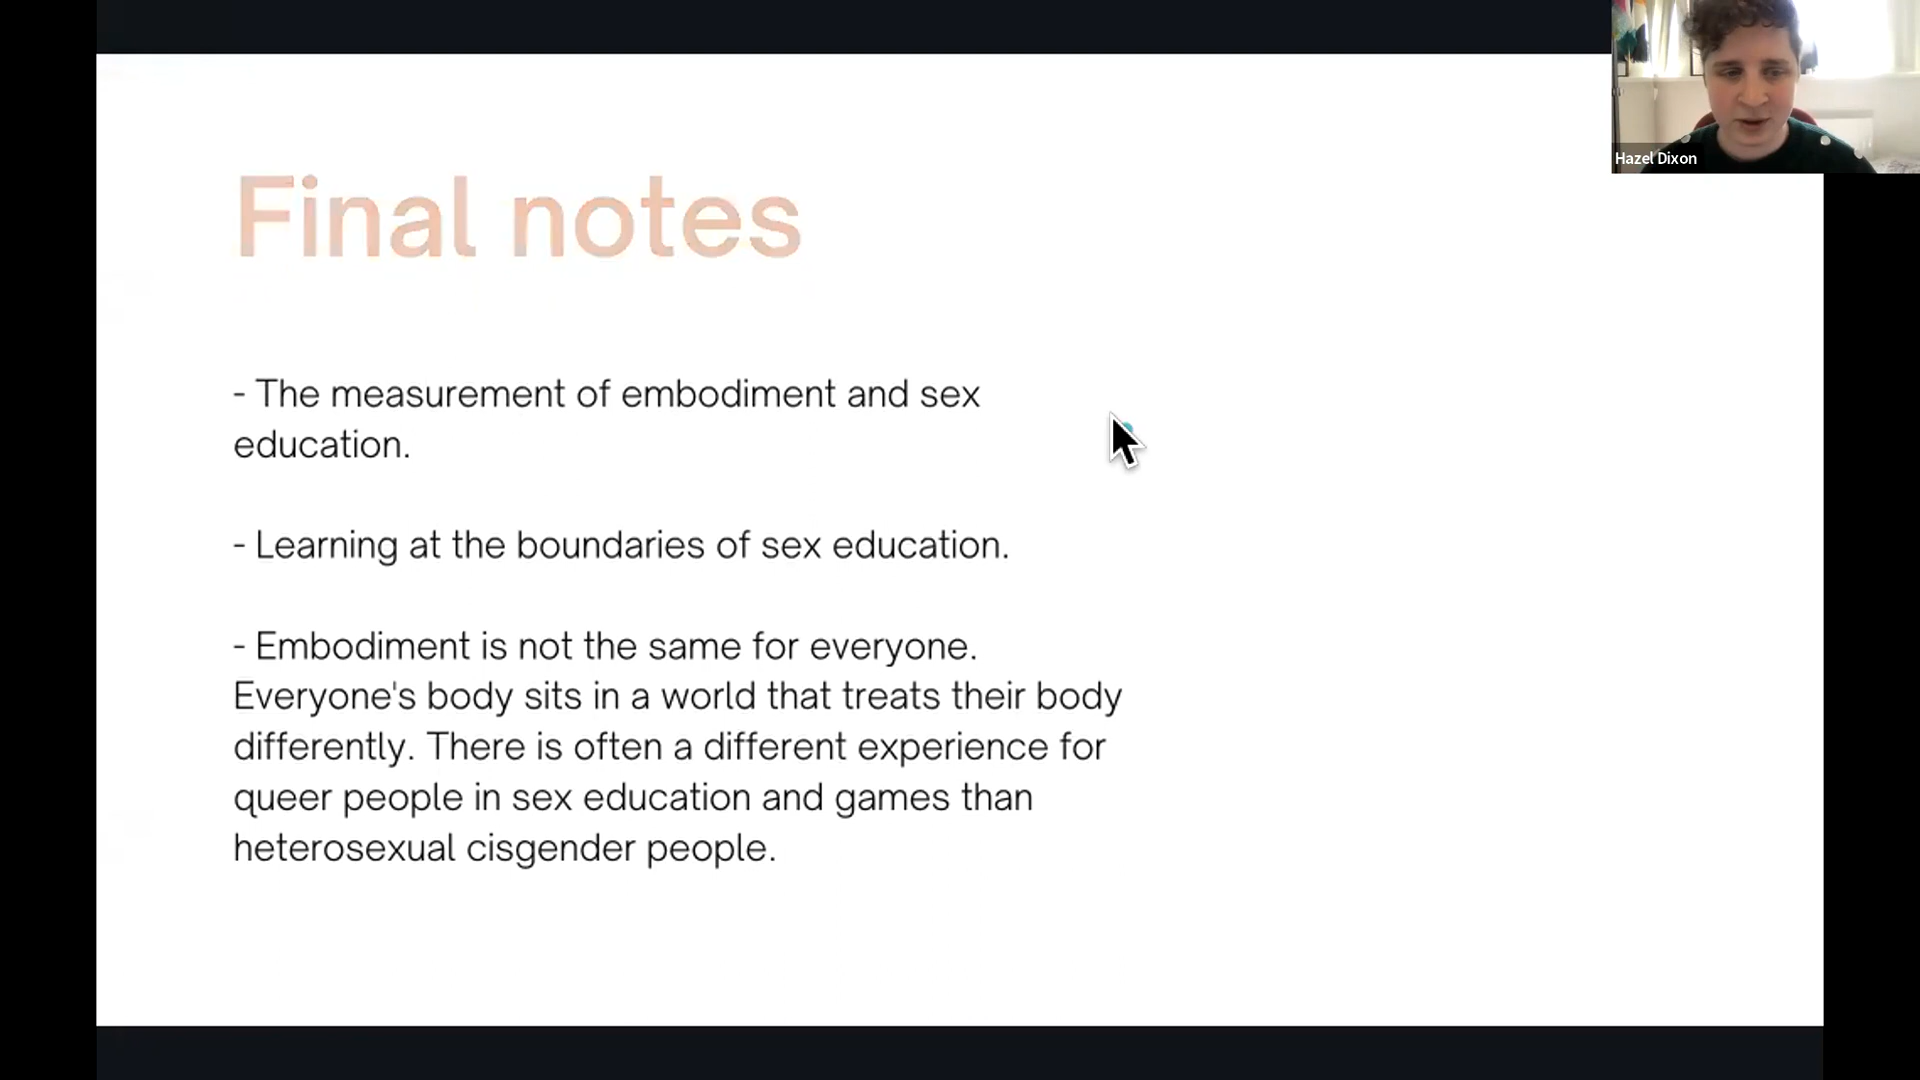 Hazel Dixon
Final notes
- The measurement of embodiment and sex
education.
- Learning at the boundaries of sex education.
- Embodiment is not the same for everyone.
Everyone's body sits in a world that treats their body
differently. There is often a different experience for
queer people in sex education and games than
heterosexual cisgender people.